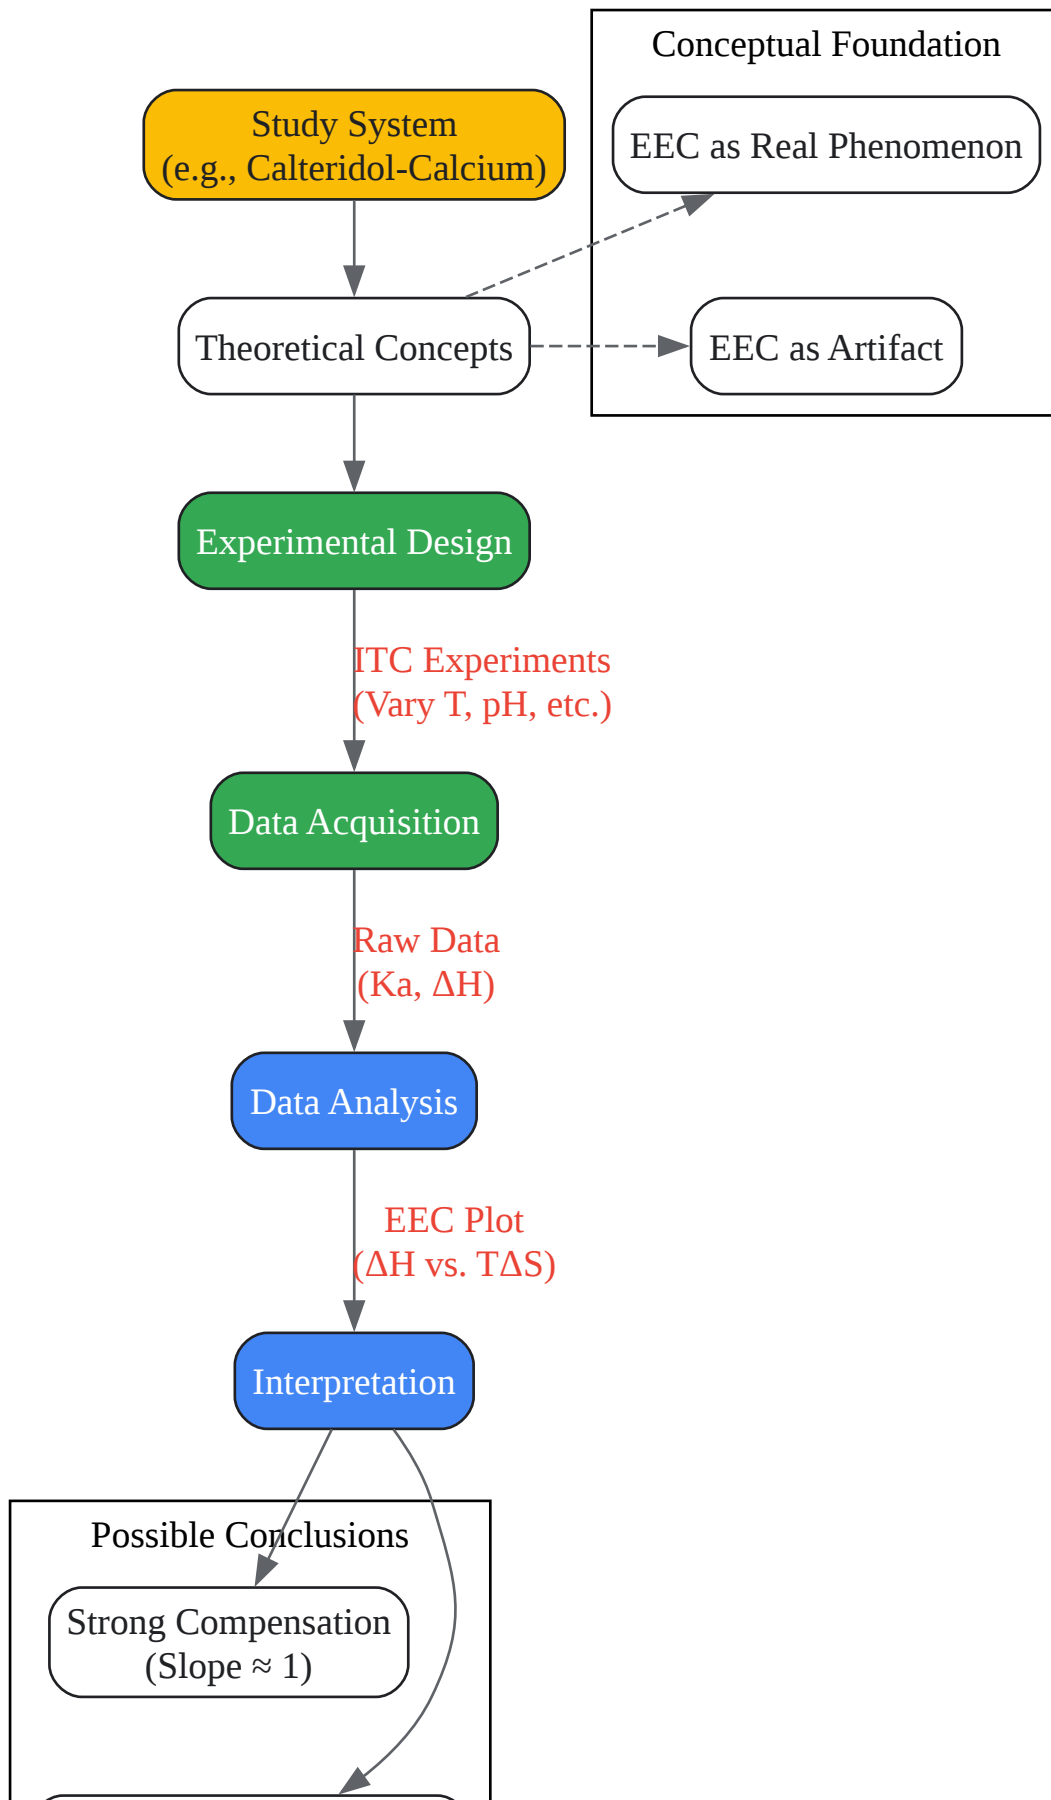 Conceptual Foundation
Study System
(e.g., Calteridol-Calcium)
EEC as Real Phenomenon
Theoretical Concepts
EEC as Artifact
Experimental Design
ITC Experiments
(Vary T, pH, etc.)
Data Acquisition
Raw Data
(Ka, ΔH)
Data Analysis
EEC Plot
(ΔH vs. TΔS)
Interpretation
Possible Conclusions
Strong Compensation
(Slope ≈ 1)